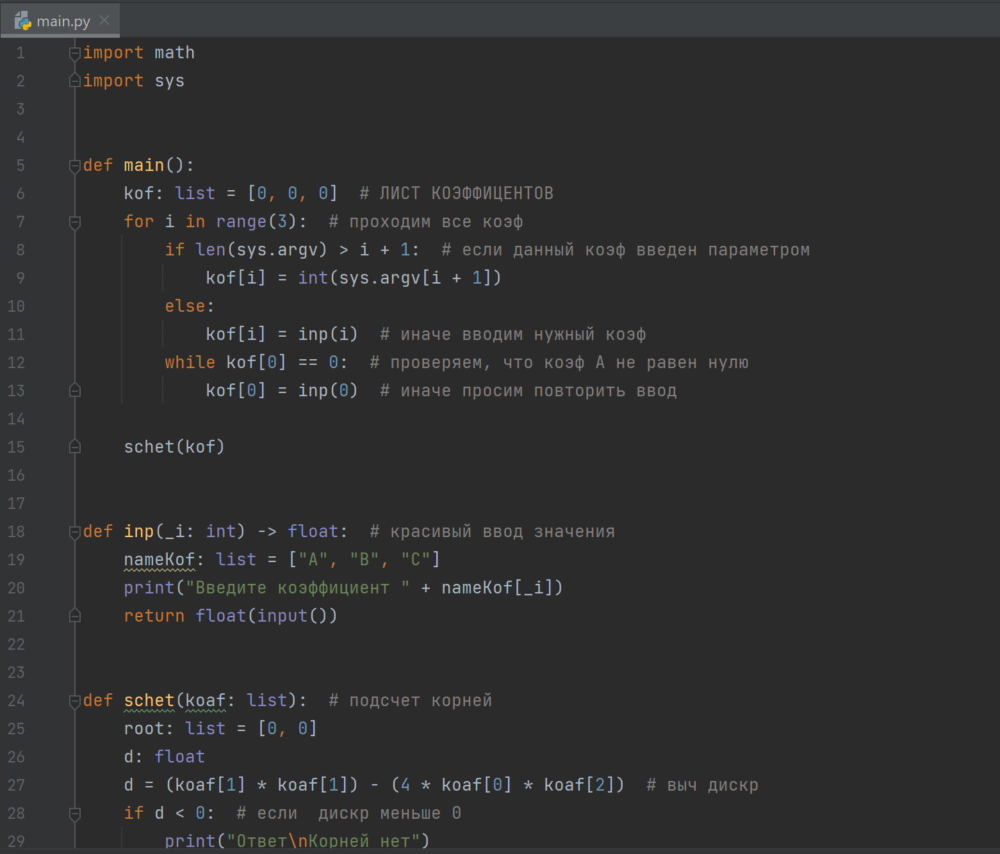 main.py
1 import math
2 import sys
3
4
5 def main():
6     kof: list = [0, 0, 0]  # ЛИСТ КОЭФФИЦЕНТОВ
7     for i in range(3):  # проходим все коэф
8         if len(sys.argv) > i + 1:  # если данный коэф введен параметром
9             kof[i] = int(sys.argv[i + 1])
10         else:
11             kof[i] = inp(i)  # иначе вводим нужный коэф
12         while kof[0] == 0:  # проверяем, что коэф А не равен нулю
13             kof[0] = inp(0)  # иначе просим повторить ввод
14
15     schet(kof)
16
17
18 def inp(_i: int) -> float:  # красивый ввод значения
19     nameKof: list = ["A", "B", "C"]
20     print("Введите коэффициент " + nameKof[_i])
21     return float(input())
22
23
24 def schet(koaf: list):  # подсчет корней
25     root: list = [0, 0]
26     d: float
27     d = (koaf[1] * koaf[1]) - (4 * koaf[0] * koaf[2])  # выч дискр
28     if d < 0:  # если  дискр меньше 0
29         print("Ответ\nКорней нет")